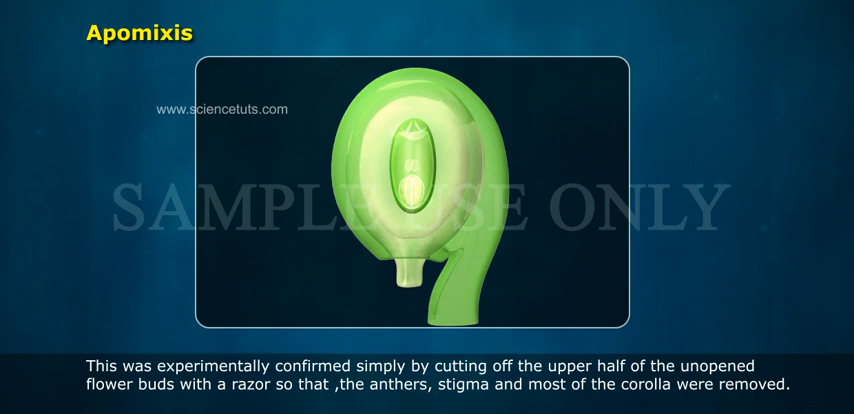 Apomixis
www.sciencetuts.com
SAMPLE USE ONLY
This was experimentally confirmed simply by cutting off the upper half of the unopened
flower buds with a razor so that ,the anthers, stigma and most of the corolla were removed.